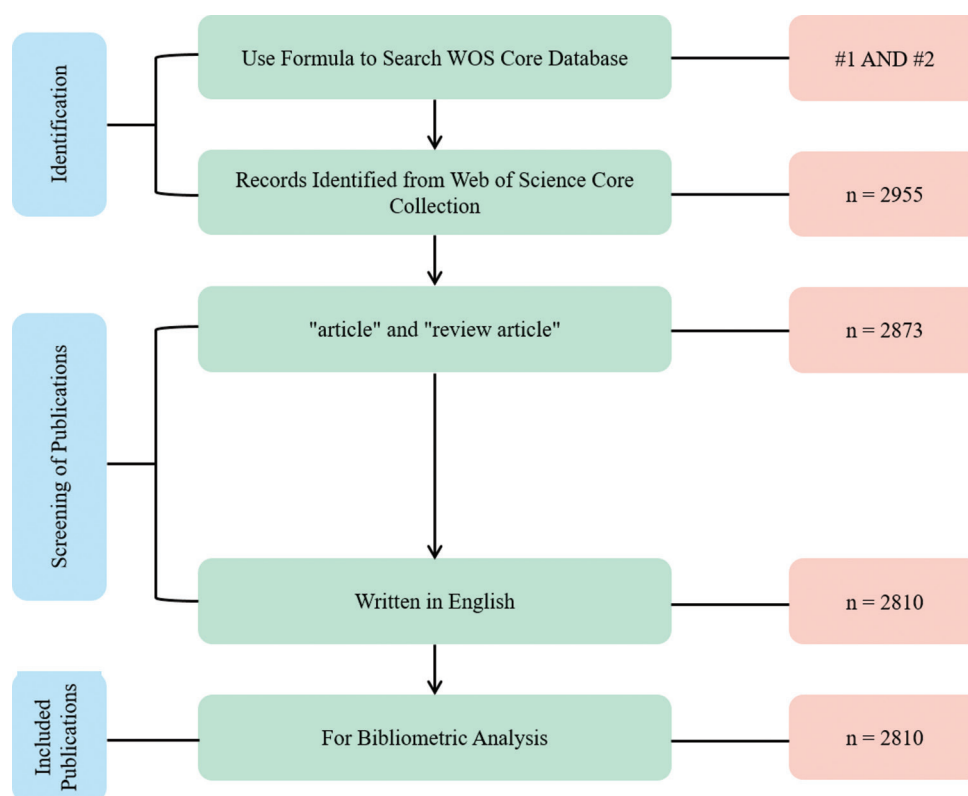 Identification
Use Formula to Search WOS Core Database
#1 AND #2
Records Identified from Web of Science Core
Collection
n = 2955
Screening of Publications
"article" and "review article"
n = 2873
Written in English
n = 2810
Included
Publications
For Bibliometric Analysis
n = 2810